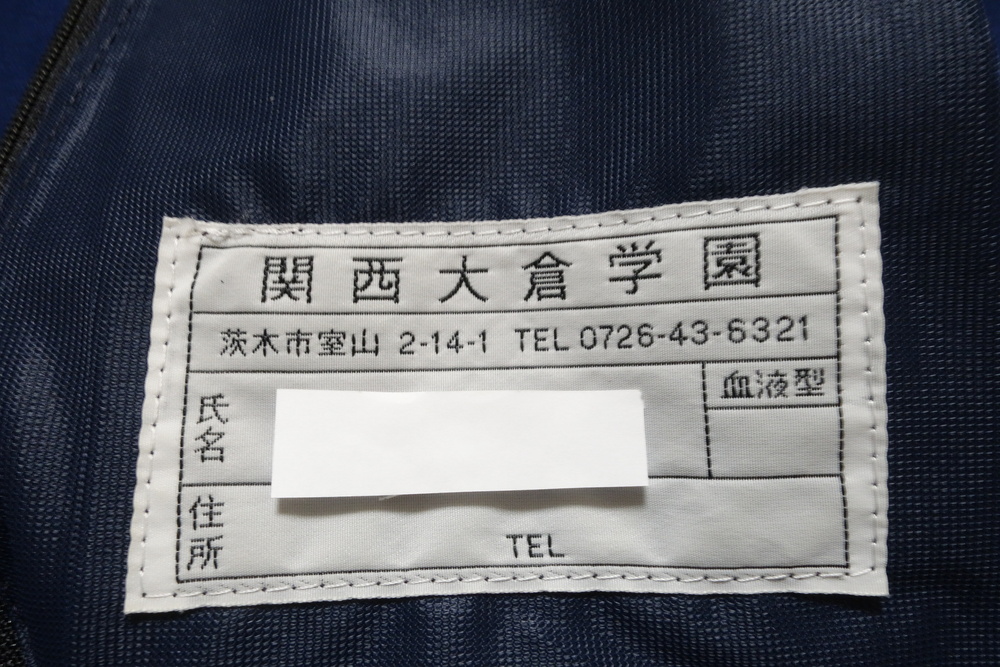 関西大倉学園
茨木市室山 2-14-1 TEL 0726-43-6321
氏名
血液型
住所
TEL